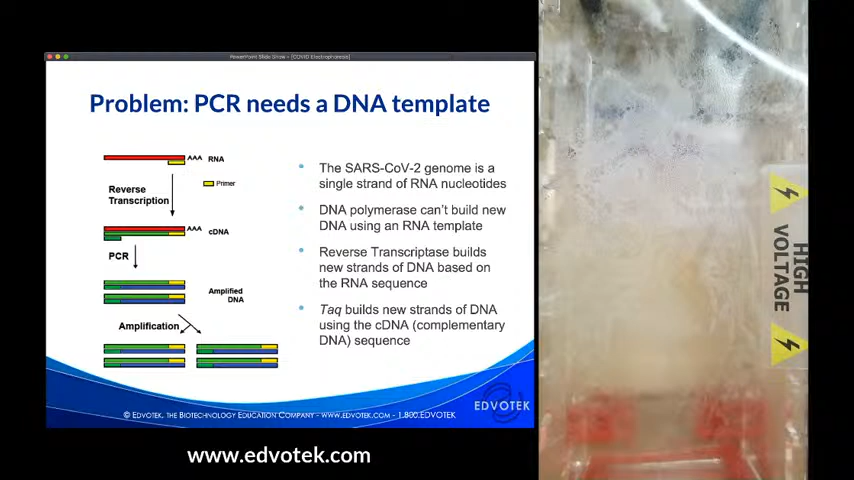 PowerPoint Slide Show - [COVID Electrophoresis]
Problem: PCR needs a DNA template
AAA RNA
Primer
Reverse
Transcription
AAA cDNA
PCR
Amplified
DNA
Amplification
The SARS-CoV-2 genome is a
single strand of RNA nucleotides
DNA polymerase can't build new
DNA using an RNA template
Reverse Transcriptase builds
new strands of DNA based on
the RNA sequence
Taq builds new strands of DNA
using the cDNA (complementary
DNA) sequence
© EDVOTEK. THE BIOTECHNOLOGY EDUCATION COMPANY - WWW.EDVOTEK.COM - 1.800.EDVOTEK
EDVOTEK
www.edvotek.com
HIGH
VOLTAGE